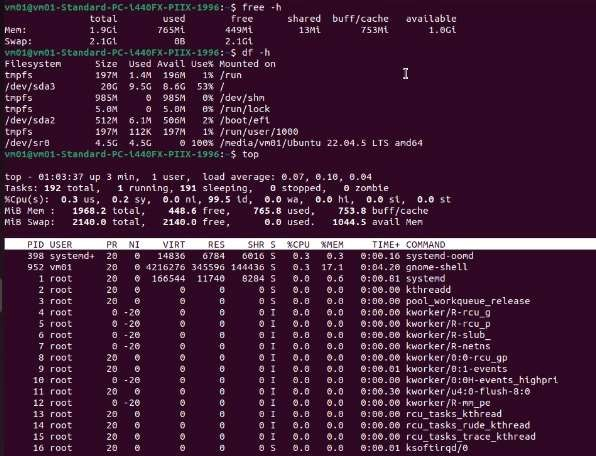 vm01@vm01-Standard-PC-i440FX-PIIX-1996:~$ free -h
total used free shared buff/cache available
Mem: 1.9Gi 765Mi 449Mi 13Mi 753Mi 1.0Gi
Swap: 2.1Gi 0B 2.1Gi
vm01@vm01-Standard-PC-i440FX-PIIX-1996:~$ df -h
Filesystem Size Used Avail Use% Mounted on
tmpfs 197M 1.4M 196M 1% /run
/dev/sda3 20G 9.5G 8.6G 53% /
tmpfs 985M 0 985M 0% /dev/shm
tmpfs 5.0M 0 5.0M 0% /run/lock
/dev/sda2 512M 6.1M 506M 2% /boot/efi
tmpfs 197M 112K 197M 1% /run/user/1000
/dev/sr0 4.5G 4.5G 0 100% /media/vm01/Ubuntu 22.04.5 LTS amd64
vm01@vm01-Standard-PC-i440FX-PIIX-1996:~$ top
top - 01:03:37 up 3 min, 1 user, load average: 0.07, 0.10, 0.04
Tasks: 192 total, 1 running, 191 sleeping, 0 stopped, 0 zombie
%Cpu(s): 0.3 us, 0.2 sy, 0.0 ni, 99.5 id, 0.0 wa, 0.0 hi, 0.0 si, 0.0 st
MiB Mem : 1968.2 total, 448.6 free, 765.8 used, 753.8 buff/cache
MiB Swap: 2140.0 total, 2140.0 free, 0.0 used. 1044.5 avail Mem
PID USER PR NI VIRT RES SHR S %CPU %MEM TIME+ COMMAND
398 systemd+ 20 0 14836 6784 6016 S 0.3 0.3 0:00.16 systemd-oomd
952 vm01 20 0 4216276 345596 144436 S 0.3 17.1 0:04.20 gnome-shell
1 root 20 0 166544 11740 8284 S 0.0 0.6 0:00.81 systemd
2 root 20 0 0 0 0 S 0.0 0.0 0:00.00 kthreadd
3 root 20 0 0 0 0 S 0.0 0.0 0:00.00 pool_workqueue_release
4 root 0 -20 0 0 0 I 0.0 0.0 0:00.00 kworker/R-rcu_g
5 root 0 -20 0 0 0 I 0.0 0.0 0:00.00 kworker/R-rcu_p
6 root 0 -20 0 0 0 I 0.0 0.0 0:00.00 kworker/R-slub_
7 root 0 -20 0 0 0 I 0.0 0.0 0:00.00 kworker/R-netns
8 root 20 0 0 0 0 I 0.0 0.0 0:00.00 kworker/0:0-rcu_gp
9 root 20 0 0 0 0 I 0.0 0.0 0:00.01 kworker/0:1-events
10 root 0 -20 0 0 0 I 0.0 0.0 0:00.00 kworker/0:0H-events_highpri
11 root 20 0 0 0 0 I 0.0 0.0 0:00.30 kworker/u4:0-flush-8:0
12 root 0 -20 0 0 0 I 0.0 0.0 0:00.00 kworker/R-mm_pe
13 root 20 0 0 0 0 I 0.0 0.0 0:00.00 rcu_tasks_kthread
14 root 20 0 0 0 0 I 0.0 0.0 0:00.00 rcu_tasks_rude_kthread
15 root 20 0 0 0 0 I 0.0 0.0 0:00.00 rcu_tasks_trace_kthread
16 root 20 0 0 0 0 S 0.0 0.0 0:00.01 ksoftirqd/0